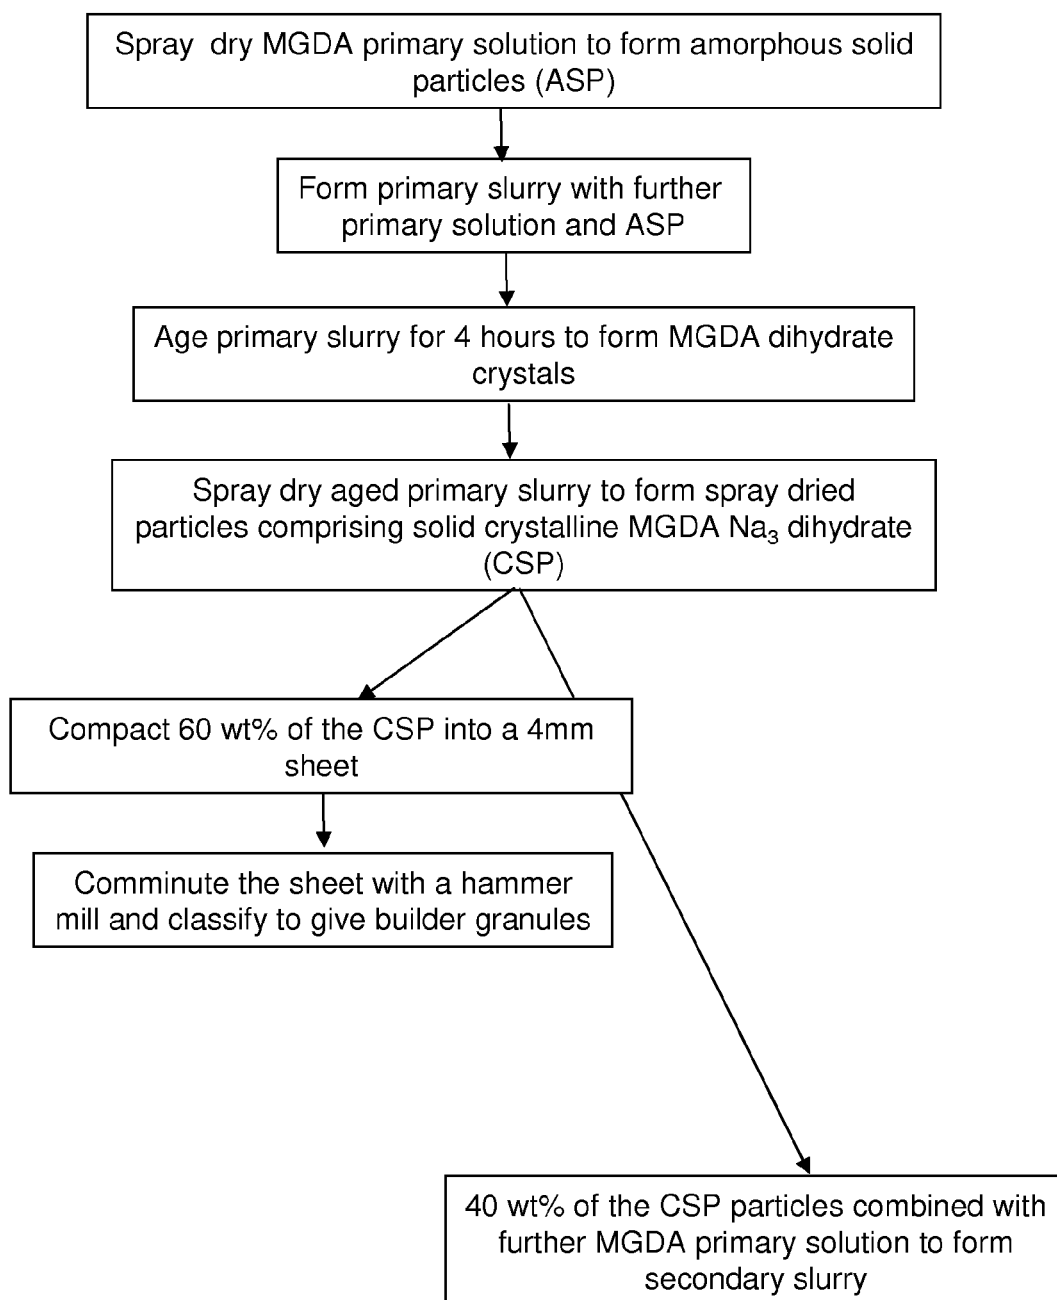 Spray dry MGDA primary solution to form amorphous solid
particles (ASP)
Form primary slurry with further
primary solution and ASP
Age primary slurry for 4 hours to form MGDA dihydrate
crystals
Spray dry aged primary slurry to form spray dried
particles comprising solid crystalline MGDA Na₃ dihydrate
(CSP)
Compact 60 wt% of the CSP into a 4mm
sheet
Comminute the sheet with a hammer
mill and classify to give builder granules
40 wt% of the CSP particles combined with
further MGDA primary solution to form
secondary slurry